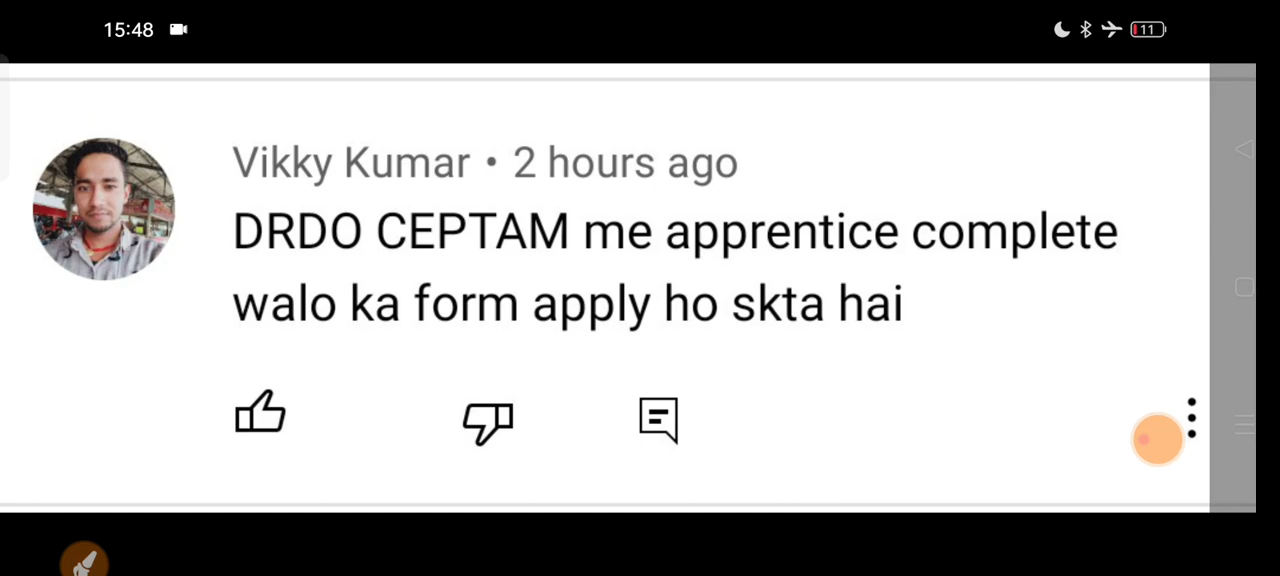 15:48
11
Vikky Kumar • 2 hours ago
DRDO CEPTAM me apprentice complete
walo ka form apply ho skta hai